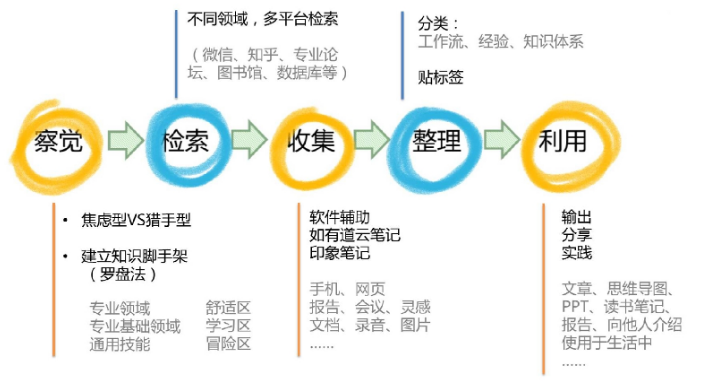 不同领域，多平台检索
（微信、知乎、专业论
坛、图书馆、数据库等）
分类：
工作流、经验、知识体系
贴标签
察觉
检索
收集
整理
利用
• 焦虑型VS猎手型
• 建立知识脚手架
（罗盘法）
专业领域 舒适区
专业基础领域 学习区
通用技能 冒险区
软件辅助
如有道云笔记
印象笔记
手机、网页
报告、会议、灵感
文档、录音、图片
……
输出
分享
实践
文章、思维导图、
PPT、读书笔记、
报告、向他人介绍
使用于生活中
……